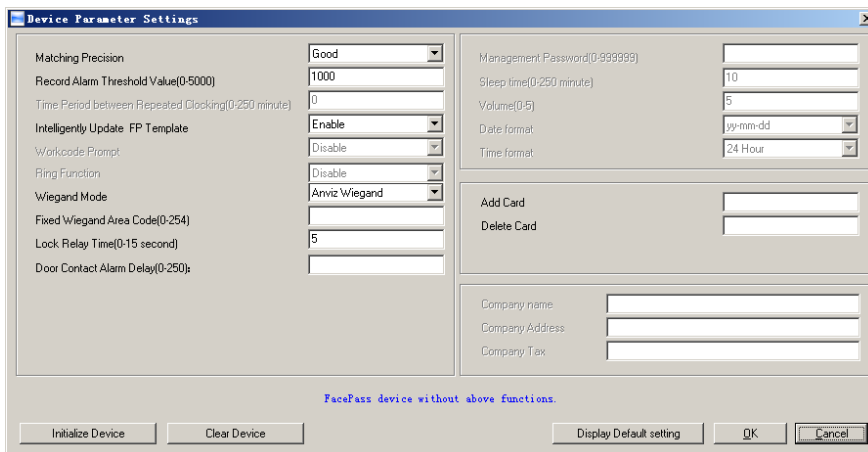 Device Parameter Settings
Matching Precision Good
Record Alarm Threshold Value(0-5000) 1000
Time Period between Repeated Clocking(0-250 minute) 0
Intelligently Update FP Template Enable
Workcode Prompt Disable
Ring Function Disable
Wiegand Mode Anviz Wiegand
Fixed Wiegand Area Code(0-254)
Lock Relay Time(0-15 second) 5
Door Contact Alarm Delay(0-250):
Management Password(0-999999)
Sleep time(0-250 minute) 10
Volume(0-5) 5
Date format yy-mm-dd
Time format 24 Hour
Add Card
Delete Card
Company name
Company Address
Company Tax
FacePass device without above functions.
Initialize Device Clear Device Display Default setting OK Cancel